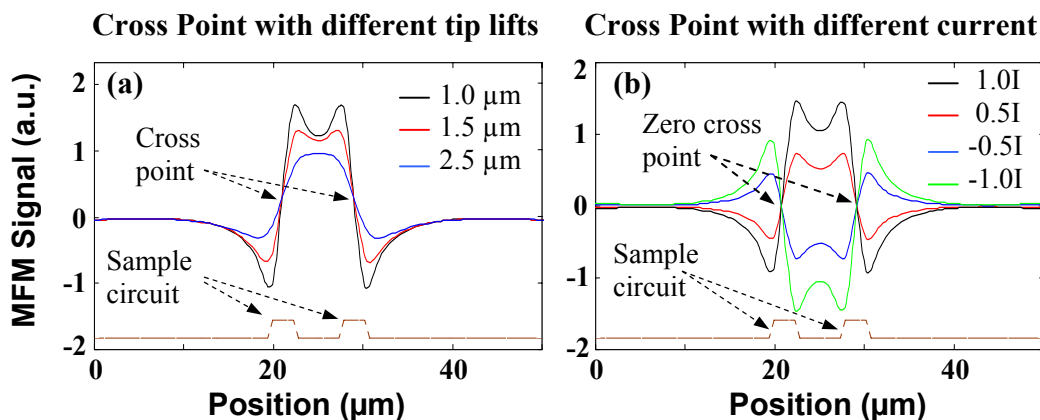 Cross Point with different tip lifts
Cross Point with different current
MFM Signal (a.u.)
2
1
0
-1
-2
(a)
1.0 µm
1.5 µm
2.5 µm
Cross
point
Sample
circuit
0
20
40
Position (µm)
2
1
0
-1
-2
(b)
1.0I
0.5I
-0.5I
-1.0I
Zero cross
point
Sample
circuit
0
20
40
Position (µm)